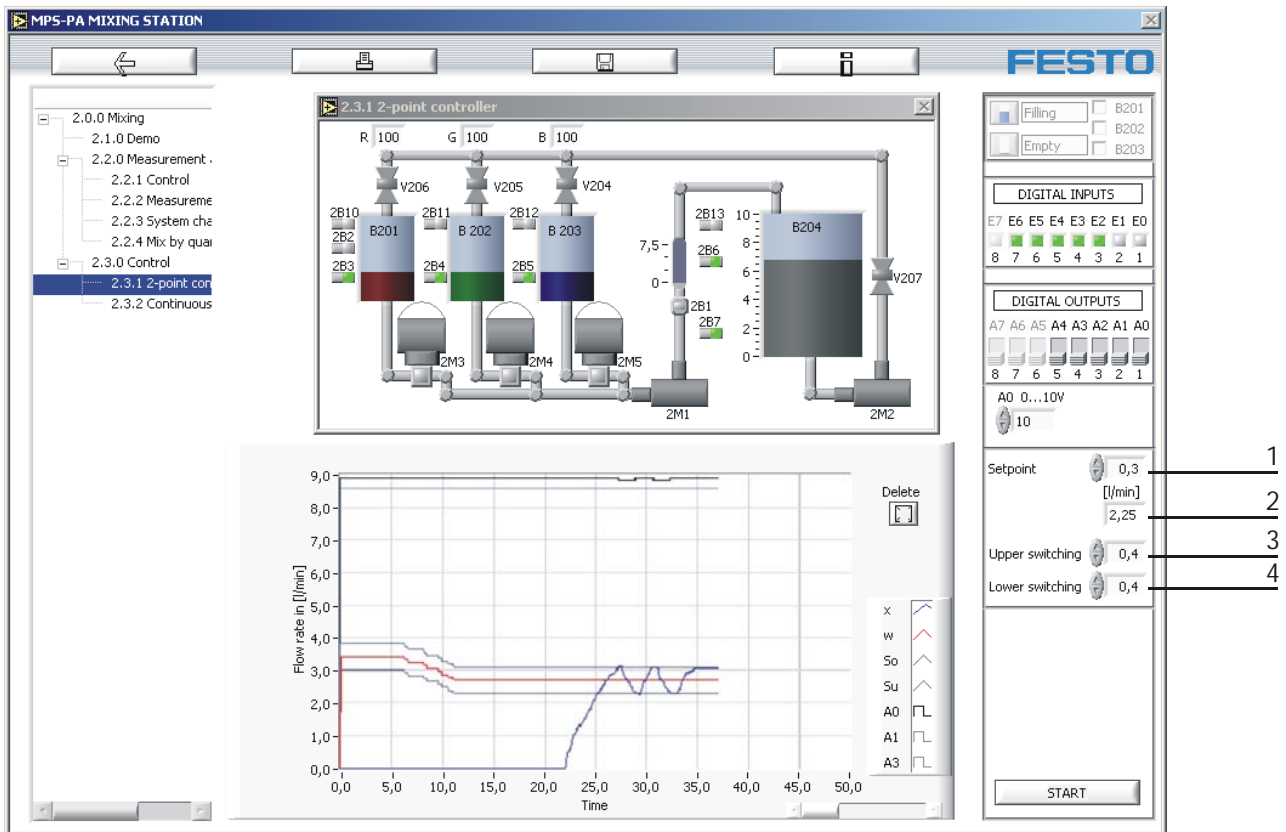 MPS-PA MIXING STATION
FESTO
2.0.0 Mixing
2.1.0 Demo
2.2.0 Measurement
2.2.1 Control
2.2.2 Measureme
2.2.3 System cha
2.2.4 Mix by quan
2.3.0 Control
2.3.1 2-point con
2.3.2 Continuous
2.3.1 2-point controller
R 100 G 100 B 100
V206 V205 V204
2B10 2B11 2B12 2B13
B201 B 202 B 203 B204
2B2
2B3 2B4 2B5 2B6
7,5
0
10
8
6
4
2
0
V207
2B1
2B7
2M3 2M4 2M5
2M1 2M2
Filling
Empty
B201
B202
B203
DIGITAL INPUTS
E7 E6 E5 E4 E3 E2 E1 E0
8 7 6 5 4 3 2 1
DIGITAL OUTPUTS
A7 A6 A5 A4 A3 A2 A1 A0
8 7 6 5 4 3 2 1
A0 0...10V
10
Setpoint 0,3 1
[l/min]
2,25 2
Upper switching 0,4 3
Lower switching 0,4 4
START
Delete
Flow rate in [l/min]
9,0
8,0
7,0
6,0
5,0
4,0
3,0
2,0
1,0
0,0
0,0 5,0 10,0 15,0 20,0 25,0 30,0 35,0 40,0 45,0 50,0
Time
x
w
So
Su
A0
A1
A3